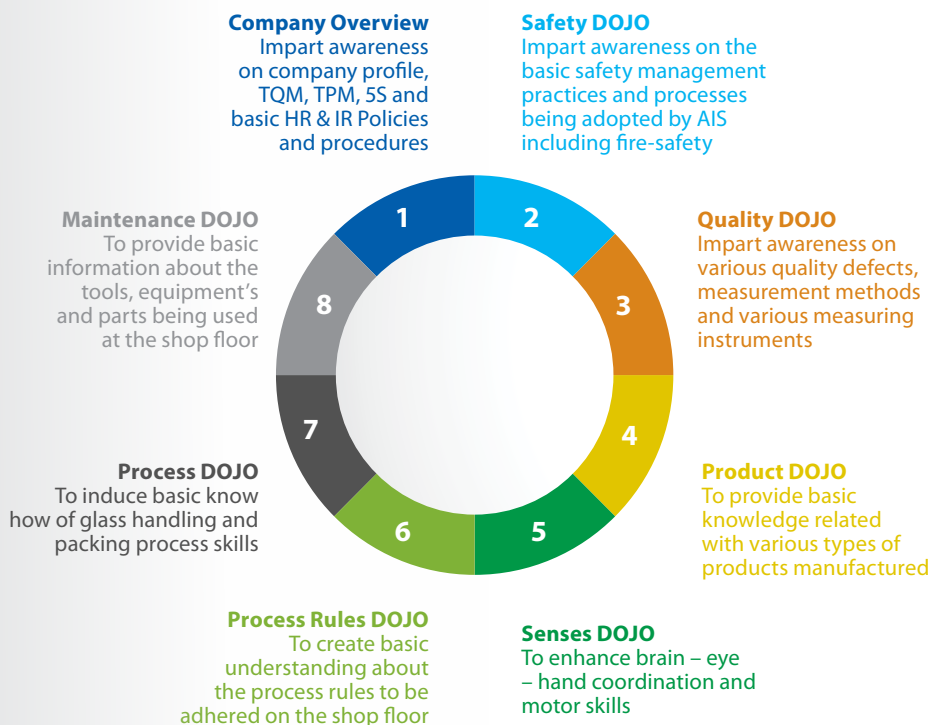 Company Overview
Impart awareness
on company profile,
TQM, TPM, 5S and
basic HR & IR Policies
and procedures
Safety DOJO
Impart awareness on the
basic safety management
practices and processes
being adopted by AIS
including fire-safety
1
2
Quality DOJO
Impart awareness on
various quality defects,
measurement methods
and various measuring
instruments
3
4
Product DOJO
To provide basic
knowledge related
with various types of
products manufactured
5
Senses DOJO
To enhance brain – eye
– hand coordination and
motor skills
6
Process Rules DOJO
To create basic
understanding about
the process rules to be
adhered on the shop floor
7
Process DOJO
To induce basic know
how of glass handling and
packing process skills
8
Maintenance DOJO
To provide basic
information about the
tools, equipment's
and parts being used
at the shop floor